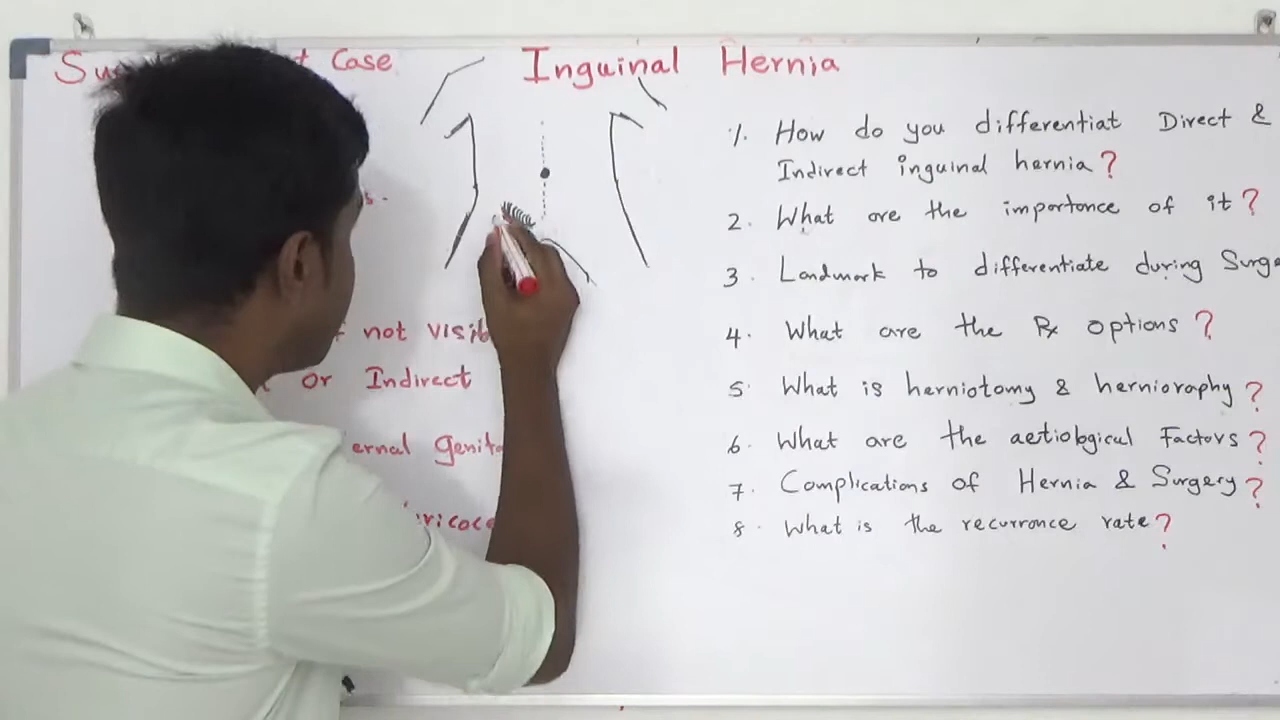 Case Inguinal Hernia
not visib
or Indirect
ernal genit
1. How do you differentiat Direct &
Indirect inguinal hernia?
2. What are the importance of it?
3. Landmark to differentiate during Surge
4. What are the Rx options?
5. What is herniotomy & hernioraphy?
6. What are the aetiological Factors?
7. Complications of Hernia & Surgery?
8. What is the recurrence rate?